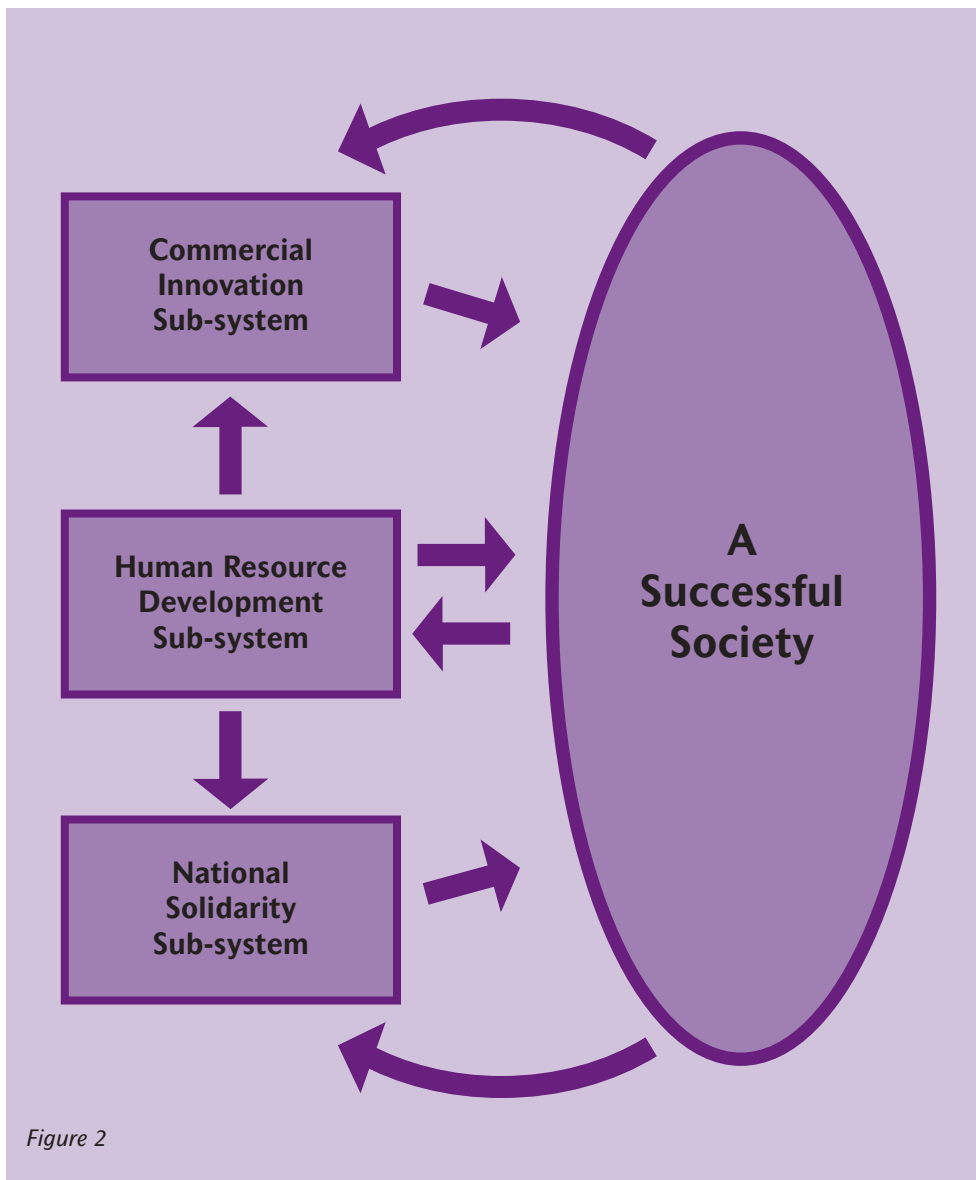 Commercial
Innovation
Sub-system
Human Resource
Development
Sub-system
National
Solidarity
Sub-system
A
Successful
Society
Figure 2